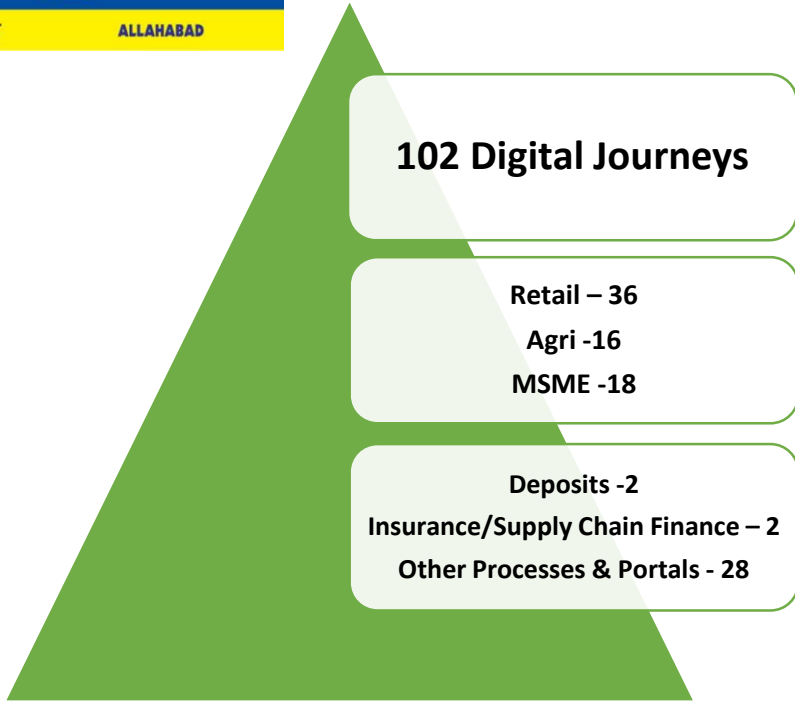 ALLAHABAD
102 Digital Journeys
Retail – 36
Agri -16
MSME -18
Deposits -2
Insurance/Supply Chain Finance – 2
Other Processes & Portals - 28